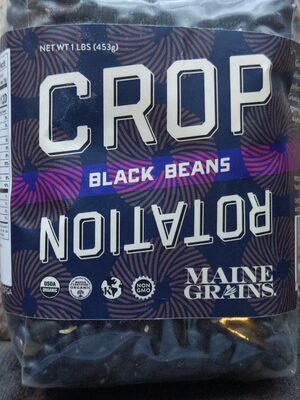 NET WT 1 LBS (453g)
CROP
BLACK BEANS
ROTATION
USDA
ORGANIC
NON
GMO
MAINE
GRAINS.